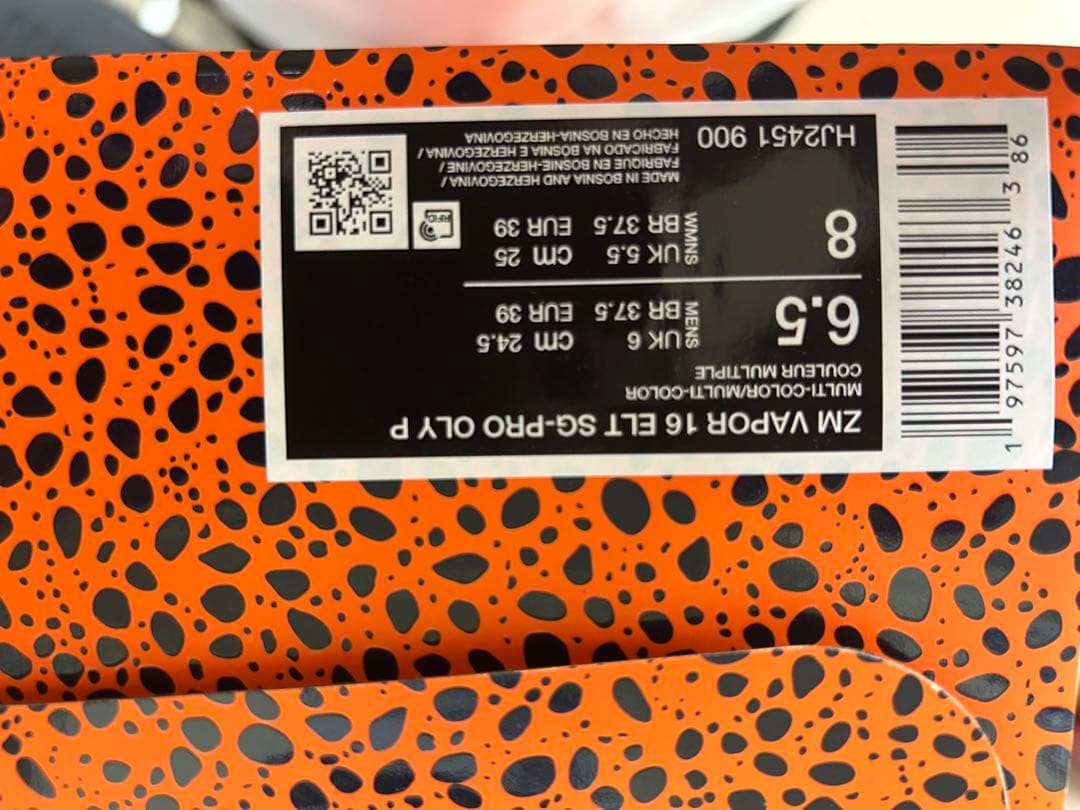 ZM VAPOR 16 ELT SG-PRO OLY P
MULTI-COLOR/MULTI-COLOR
COULEUR MULTIPLE
6.5
MENS
UK 6
cm 24.5
BR 37.5
EUR 39
8
WMNS
UK 5.5
cm 25
BR 37.5
EUR 39
RFID
MADE IN BOSNIA AND HERZEGOVINA/
FABRIQUE EN BOSNIE-HERZEGOVINE/
FABRICADO NA BOSNIA E HERZEGOVINA/
HECHO EN BOSNIA-HERZEGOVINA
HJ2451 900
1 97597 38246 3 86